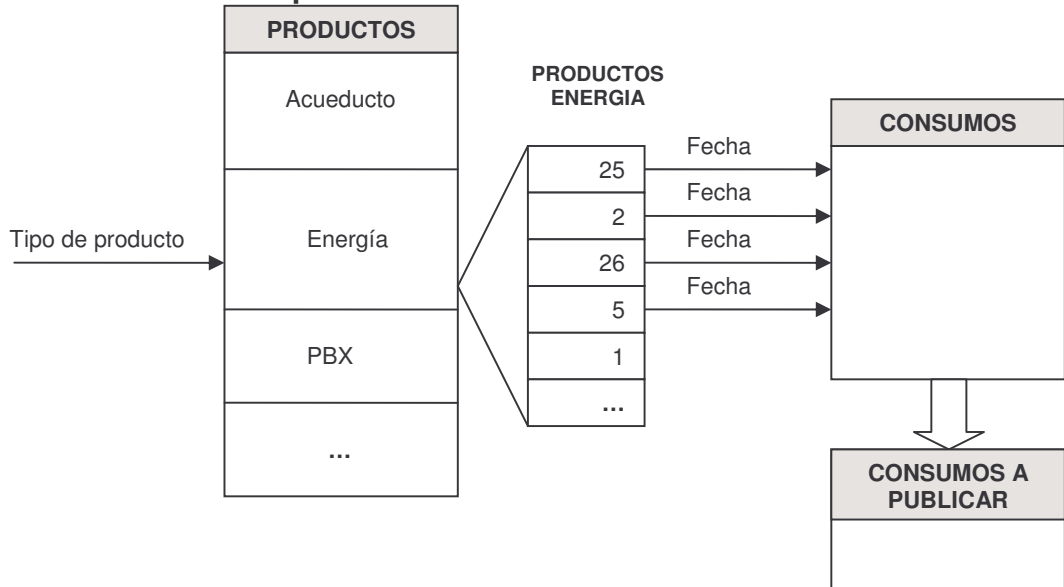 PRODUCTOS
Acueducto
Energía
PBX
...
Tipo de producto
PRODUCTOS
ENERGIA
25
2
26
5
1
...
Fecha
Fecha
Fecha
Fecha
CONSUMOS
CONSUMOS A
PUBLICAR